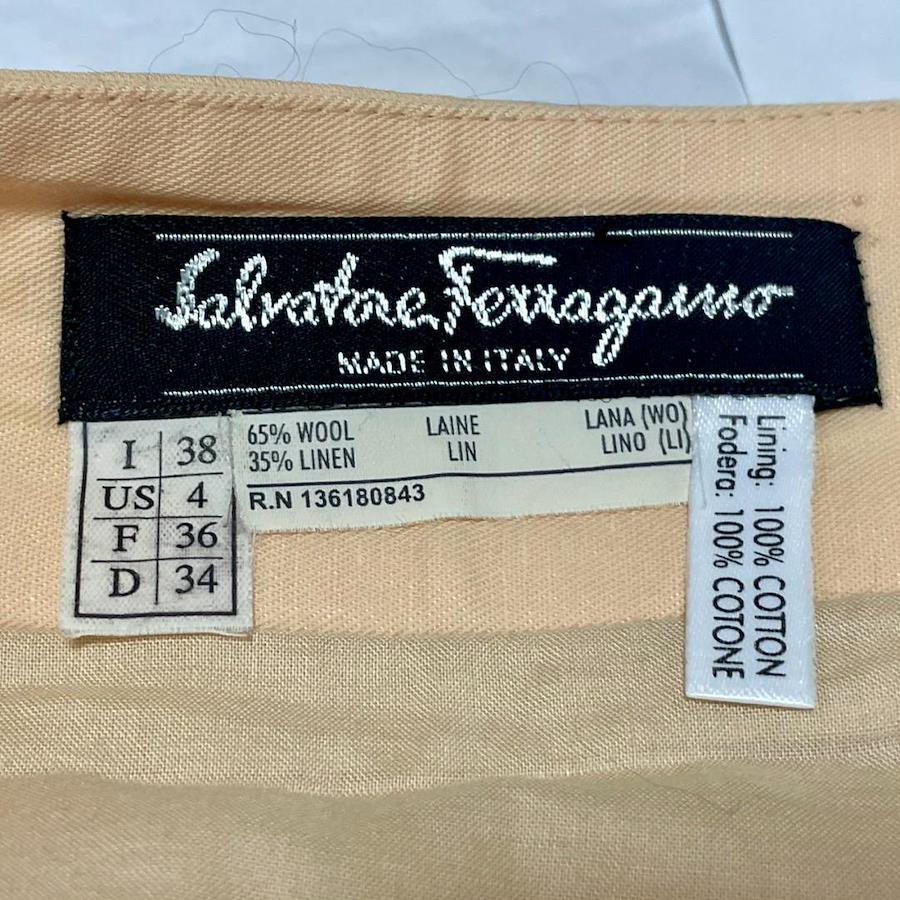 Salvatore Ferragamo
MADE IN ITALY
I 38
US 4
F 36
D 34
65% WOOL LAINE LANA (WO)
35% LINEN LIN LINO (LI)
R.N 136180843
Lining: 100% COTTON
Fodera: 100% COTONE